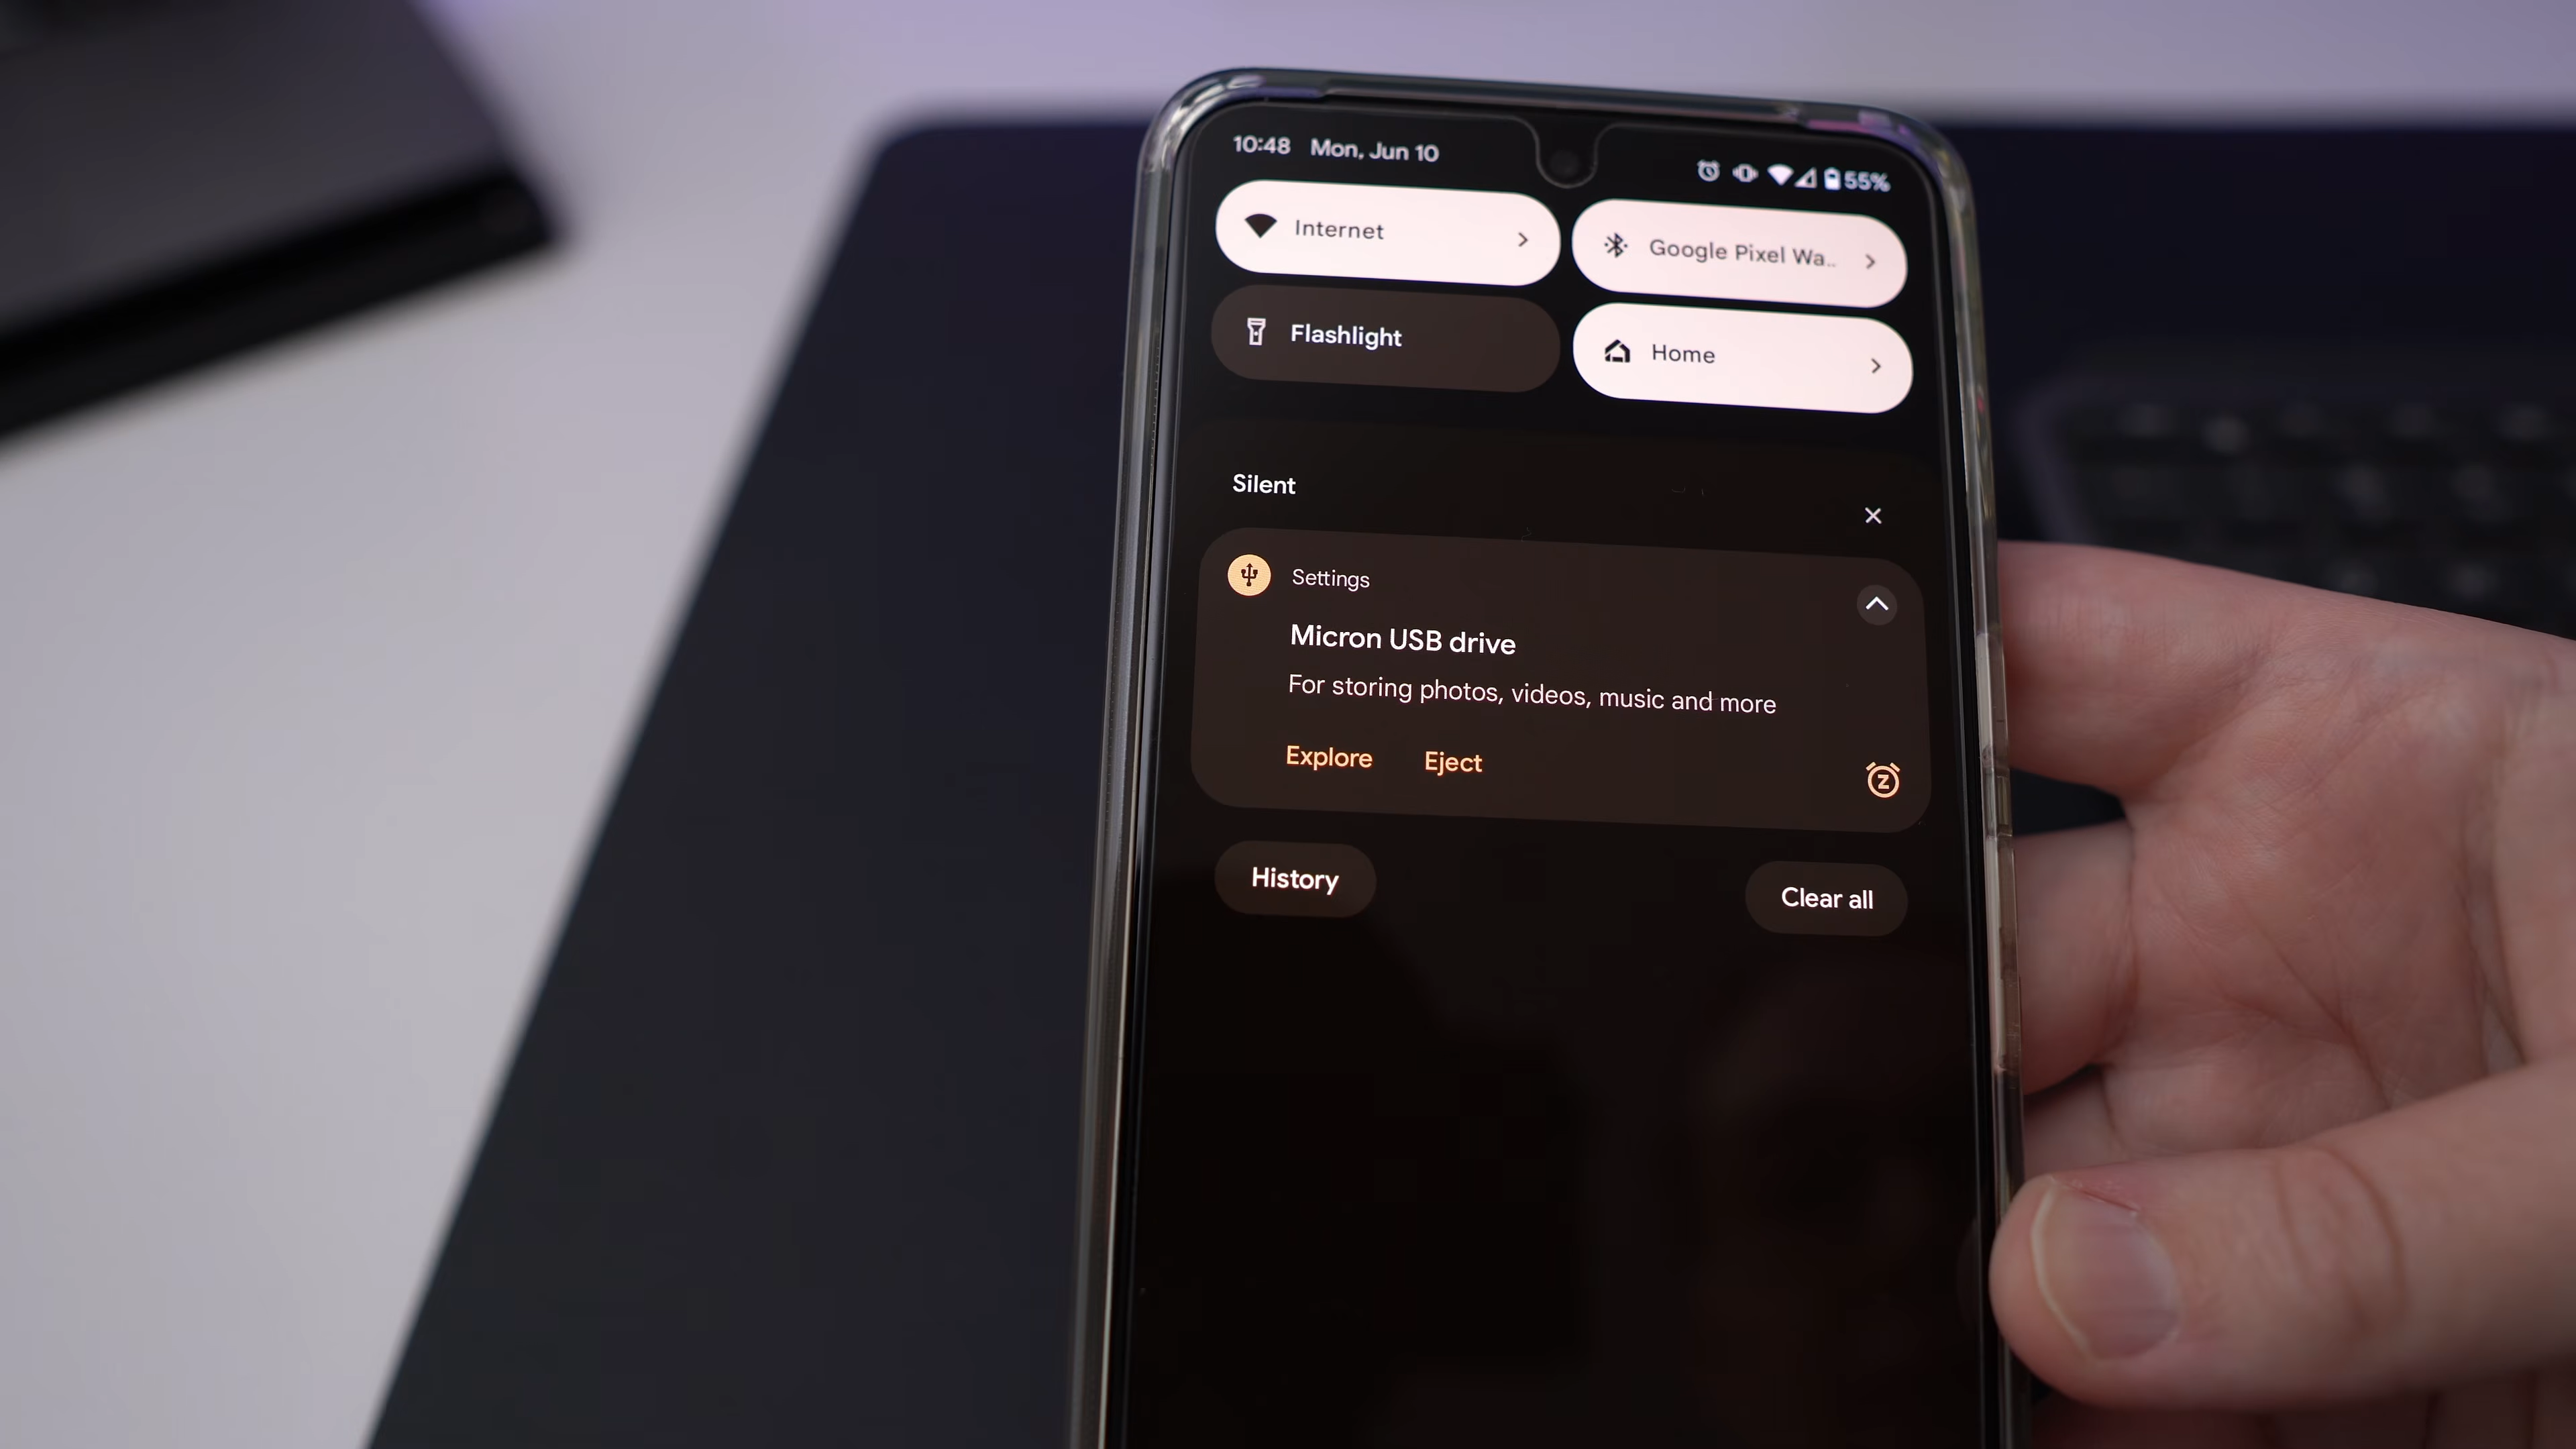 10:48 Mon, Jun 10
55%
Internet
Google Pixel Wa..
Flashlight
Home
Silent
Settings
Micron USB drive
For storing photos, videos, music and more
Explore Eject
History
Clear all